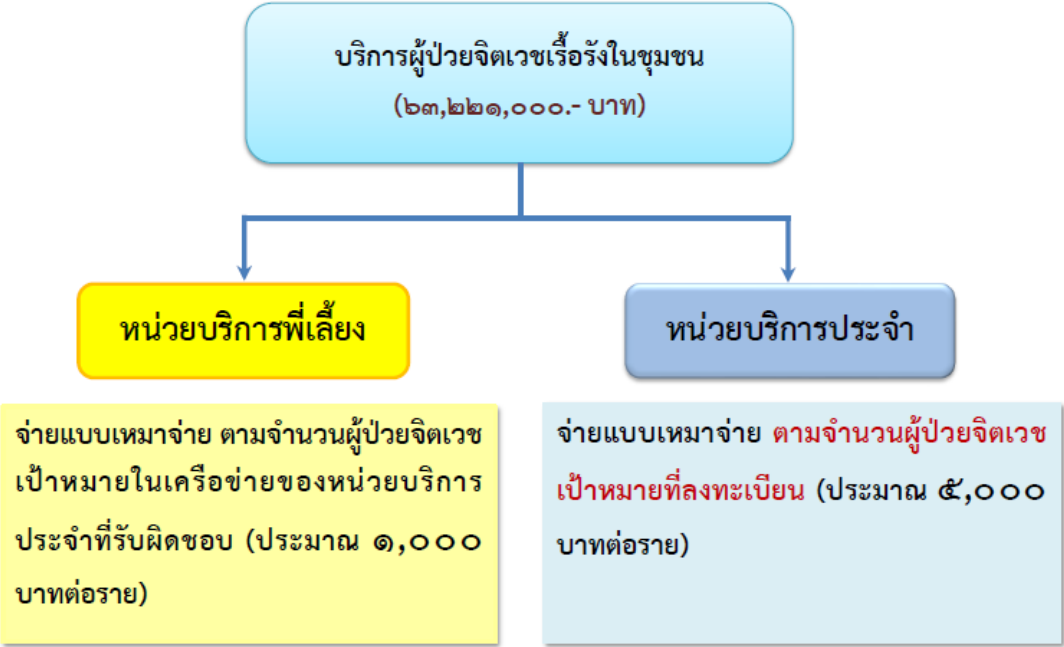 บริการผู้ป่วยจิตเวชเรื้อรังในชุมชน
(๖๓,๒๒๑,๐๐๐.- บาท)
หน่วยบริการพี่เลี้ยง
หน่วยบริการประจำ
จ่ายแบบเหมาจ่าย ตามจำนวนผู้ป่วยจิตเวช
เป้าหมายในเครือข่ายของหน่วยบริการ
ประจำที่รับผิดชอบ (ประมาณ ๑,๐๐๐
บาทต่อราย)
จ่ายแบบเหมาจ่าย ตามจำนวนผู้ป่วยจิตเวช
เป้าหมายที่ลงทะเบียน (ประมาณ ๕,๐๐๐
บาทต่อราย)